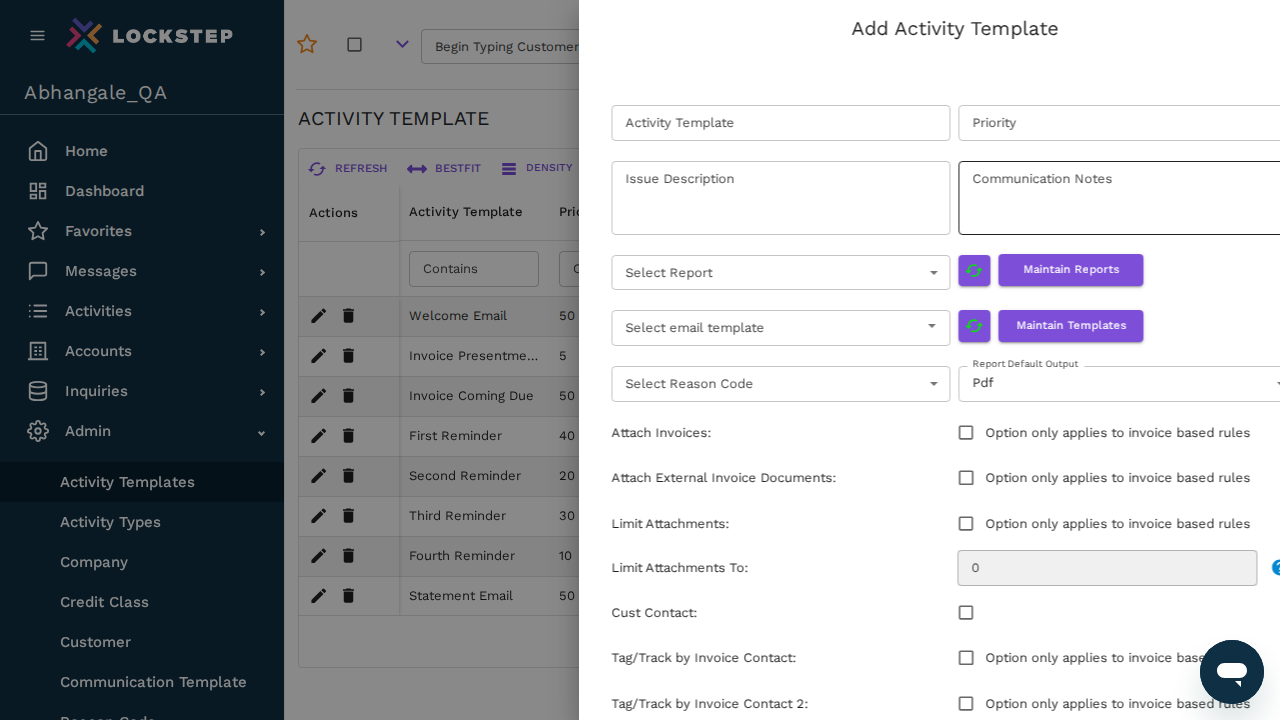 LOCKSTEP
Abhangale_QA
Home
Dashboard
Favorites
Messages
Activities
Accounts
Inquiries
Admin
Activity Templates
Activity Types
Company
Credit Class
Customer
Communication Template
Reason Code
Begin Typing Customer
ACTIVITY TEMPLATE
REFRESH
BESTFIT
DENSITY
Actions
Activity Template
Contains
Welcome Email
50
Invoice Presentme...
5
Invoice Coming Due
50
First Reminder
40
Second Reminder
20
Third Reminder
30
Fourth Reminder
10
Statement Email
50
Add Activity Template
Activity Template
Priority
Issue Description
Communication Notes
Select Report
Maintain Reports
Select email template
Maintain Templates
Select Reason Code
Report Default Output
Pdf
Attach Invoices:
Option only applies to invoice based rules
Attach External Invoice Documents:
Option only applies to invoice based rules
Limit Attachments:
Option only applies to invoice based rules
Limit Attachments To:
0
Cust Contact:
Tag/Track by Invoice Contact:
Option only applies to invoice based
Tag/Track by Invoice Contact 2:
Option only applies to invoice based rules